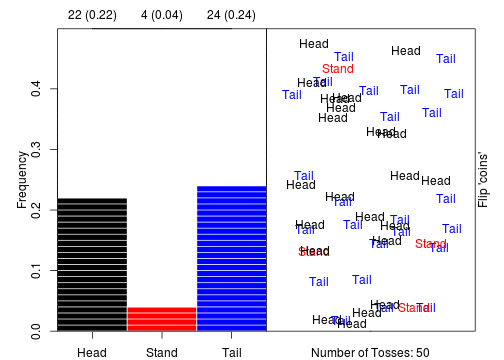 22 (0.22) 4 (0.04) 24 (0.24)
Frequency
0.0 0.1 0.2 0.3 0.4
Head Stand Tail
Head
Head
Tail
Tail
Stand
Head
Tail
Tail
Tail
Tail
Tail
Head
Head
Head
Tail
Tail
Head
Head
Head
Tail
Head
Head
Head
Head
Tail
Tail
Head
Tail
Head
Tail
Head
Tail
Tail
Tail
Head
Tail
Stand
Tail
Head
Stand
Tail
Tail
Head
Tail
Stand
Tail
Head
Head
Tail
Head
Flip 'coins'
Number of Tosses: 50